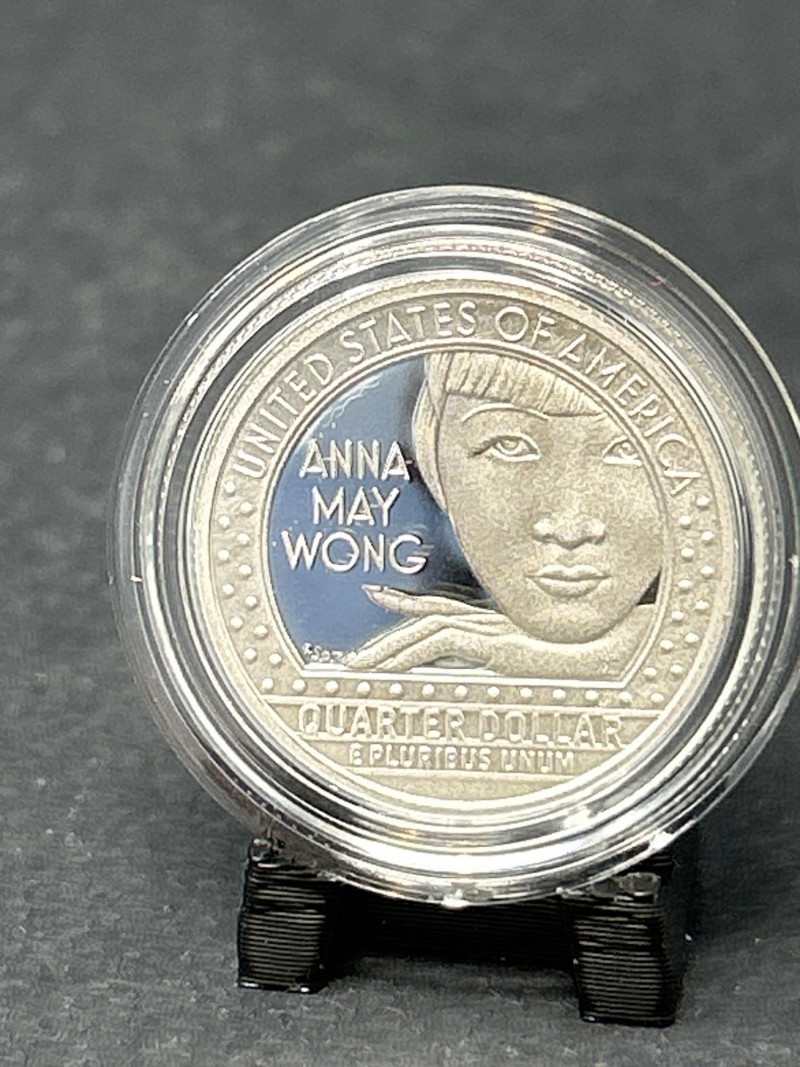 UNITED STATES OF AMERICA
ANNA
MAY
WONG
QUARTER DOLLAR
E PLURIBUS UNUM